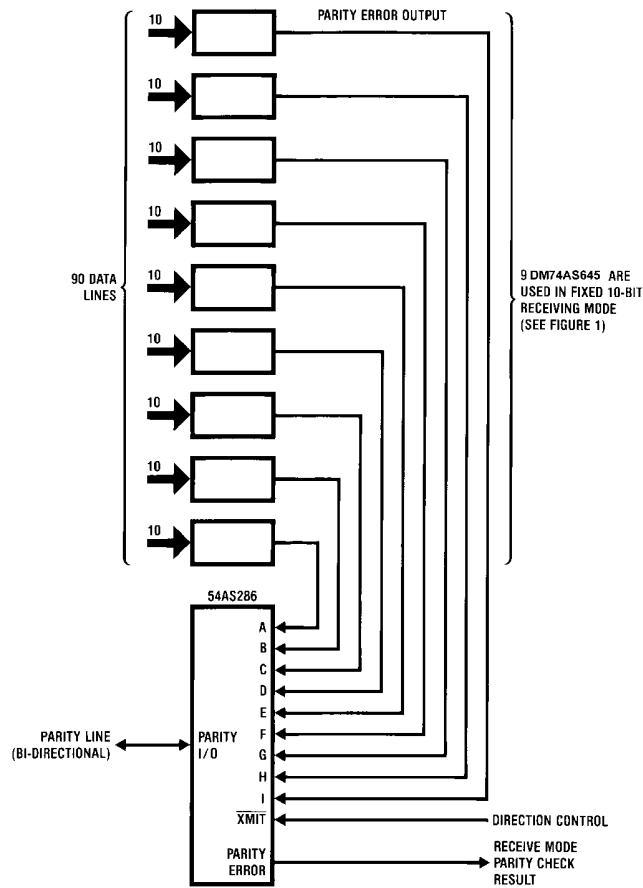 PARITY ERROR OUTPUT
10
10
10
10
10
10
10
10
10
90 DATA
LINES
9 DM74AS645 ARE
USED IN FIXED 10-BIT
RECEIVING MODE
(SEE FIGURE 1)
54AS286
A
B
C
D
E
F
G
H
I
XMIT
PARITY
ERROR
PARITY
I/O
PARITY LINE
(BI-DIRECTIONAL)
DIRECTION CONTROL
RECEIVE MODE
PARITY CHECK
RESULT